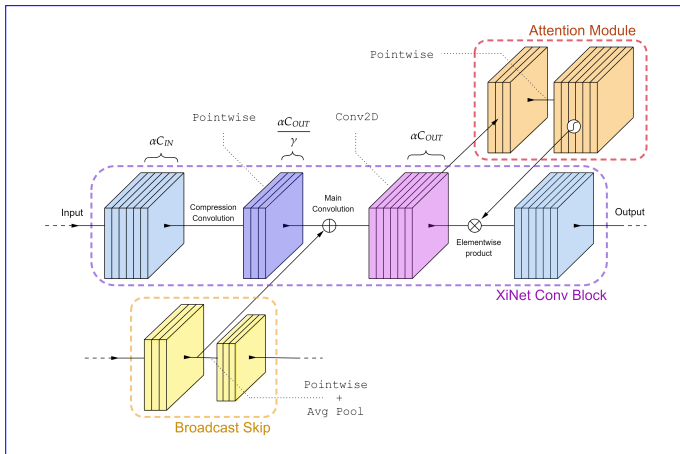 Attention Module
Pointwise
αC_IN
Pointwise
αC_OUT
γ
Conv2D
αC_OUT
Input
Compression
Convolution
Main
Convolution
Elementwise
product
Output
XiNet Conv Block
Pointwise
+
Avg Pool
Broadcast Skip